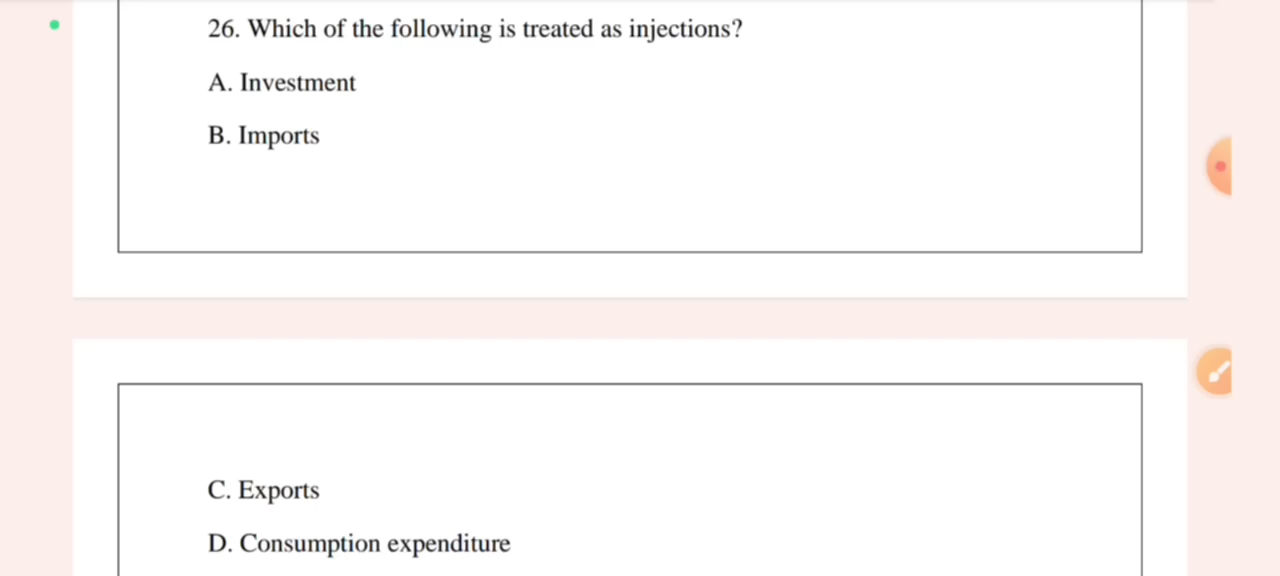 26. Which of the following is treated as injections?
A. Investment
B. Imports
C. Exports
D. Consumption expenditure